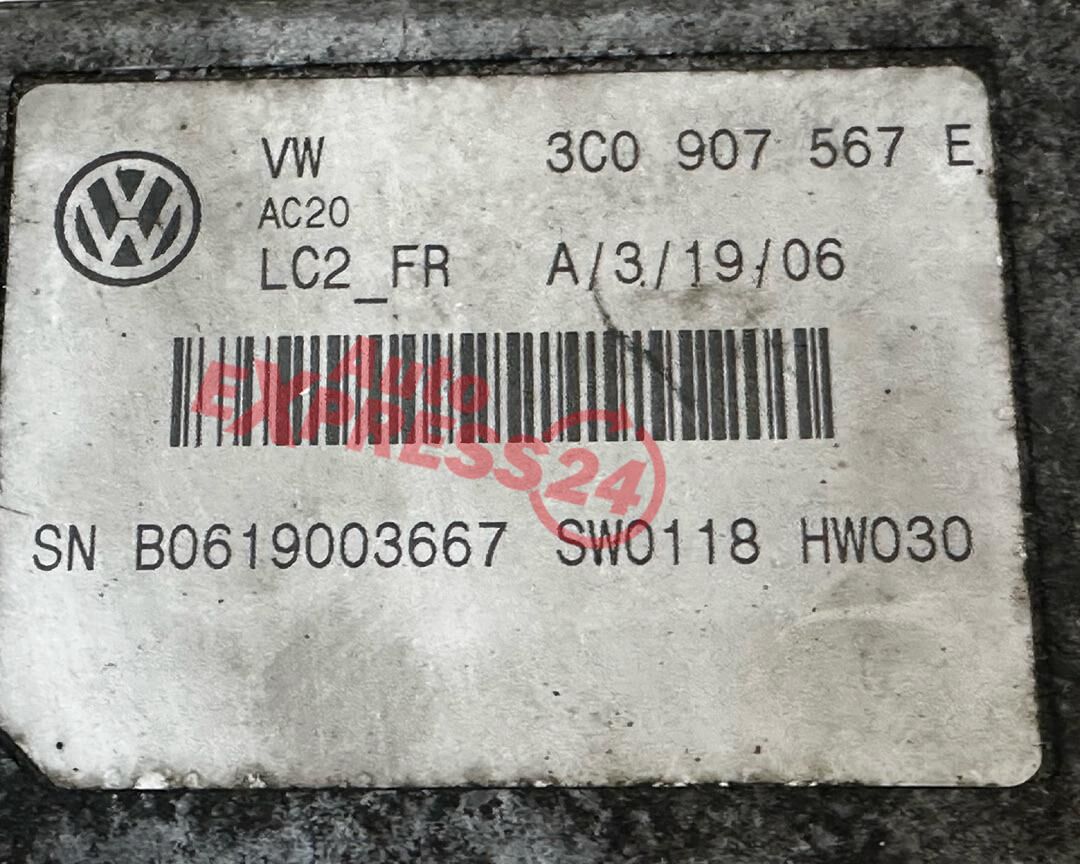 VW 3C0 907 567 E
AC20
LC2_FR A/3/19/06
Auto
EXPRESS24
SN B0619003667 SW0118 HW030